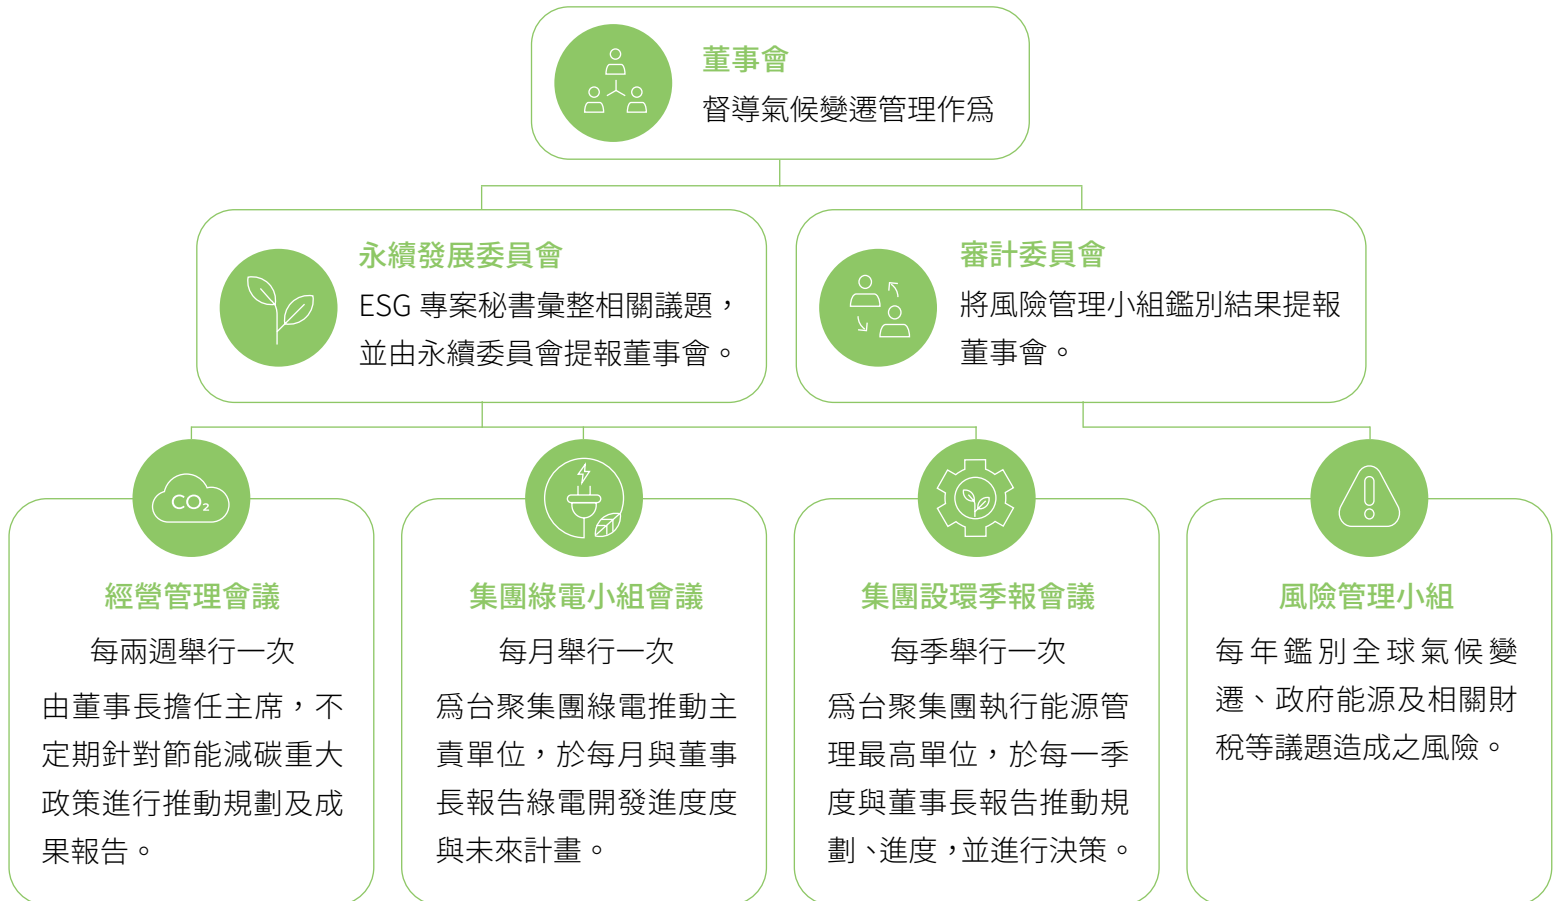 董事會
督導氣候變遷管理作為
永續發展委員會
ESG 專案秘書彙整相關議題，
並由永續委員會提報董事會。
審計委員會
將風險管理小組鑑別結果提報
董事會。
CO₂
經營管理會議
每兩週舉行一次
由董事長擔任主席，不
定期針對節能減碳重大
政策進行推動規劃及成
果報告。
集團綠電小組會議
每月舉行一次
為台聚集團綠電推動主
責單位，於每月與董事
長報告綠電開發進度度
與未來計畫。
集團設環季報會議
每季舉行一次
為台聚集團執行能源管
理最高單位，於每一季
度與董事長報告推動規
劃、進度，並進行決策。
風險管理小組
每年鑑別全球氣候變
遷、政府能源及相關財
稅等議題造成之風險。